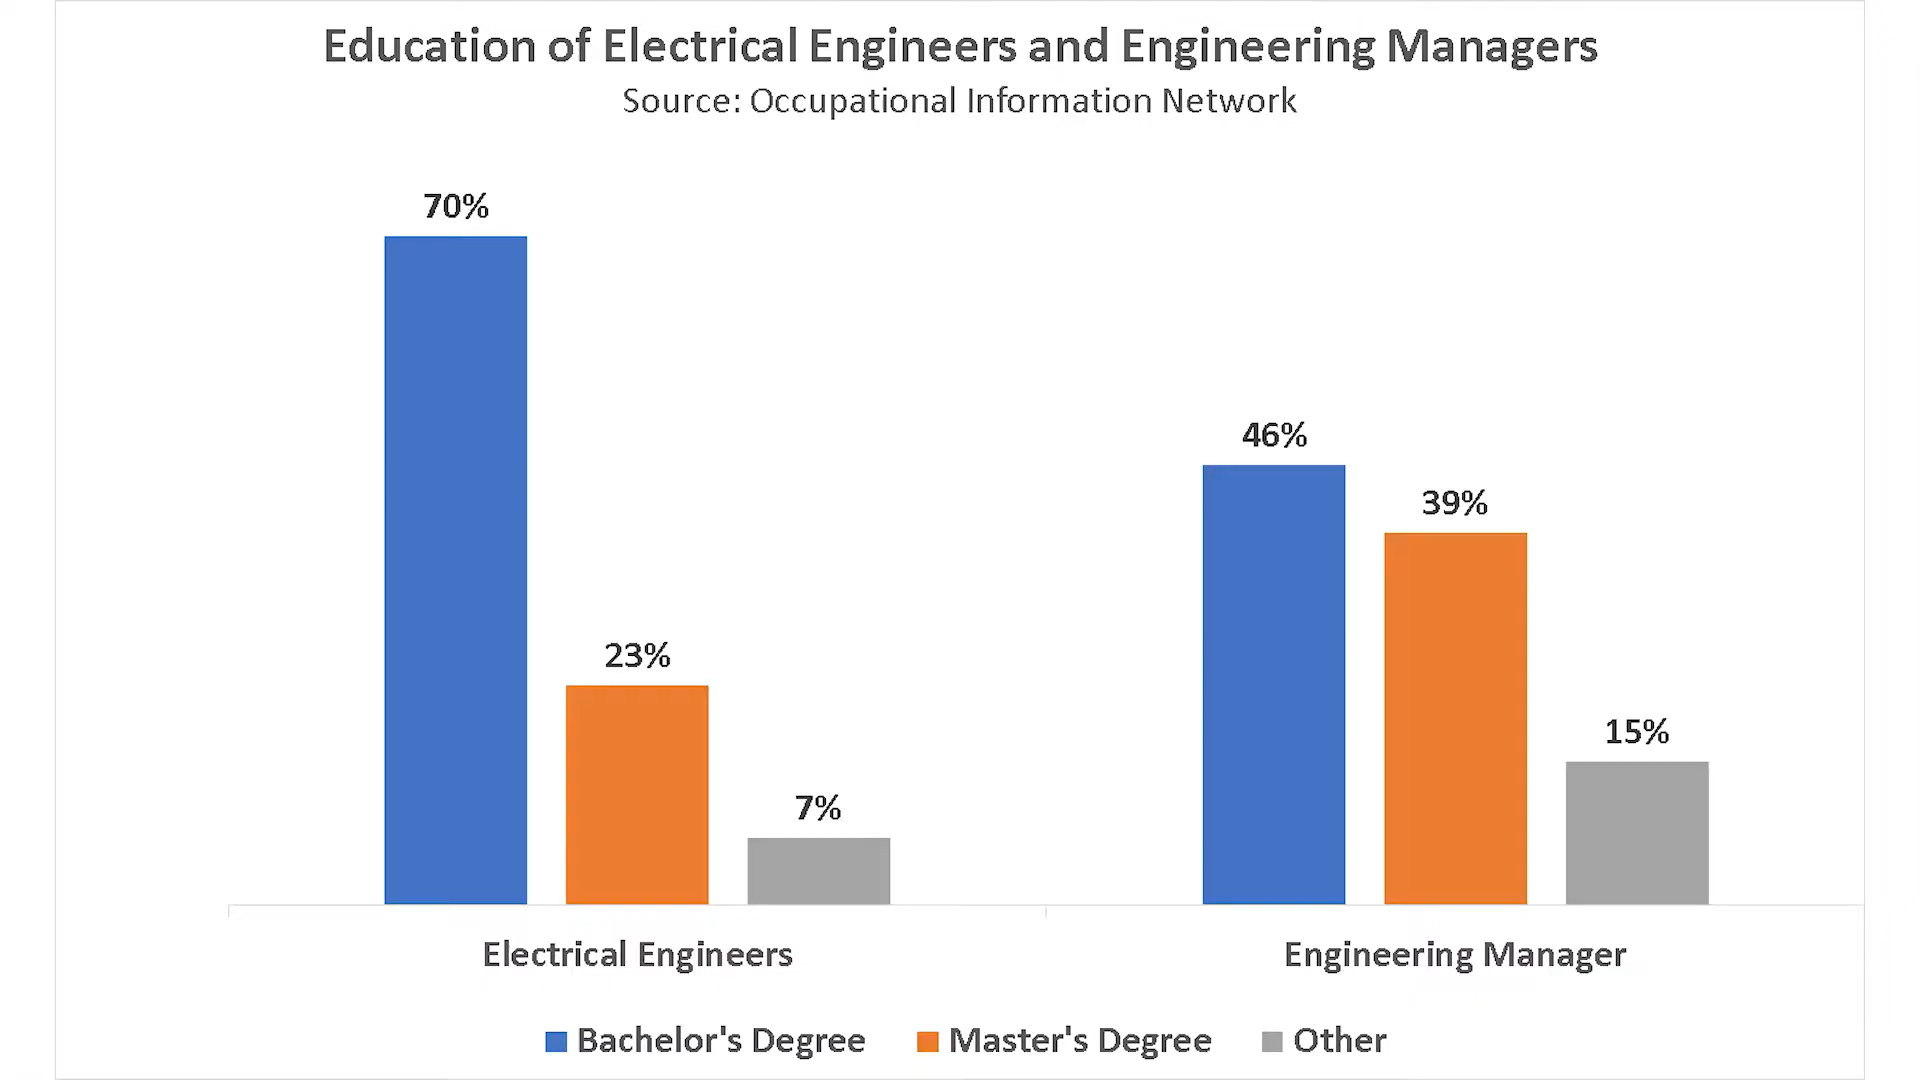 Education of Electrical Engineers and Engineering Managers
Source: Occupational Information Network
70%
23%
7%
46%
39%
15%
Electrical Engineers
Engineering Manager
Bachelor's Degree
Master's Degree
Other